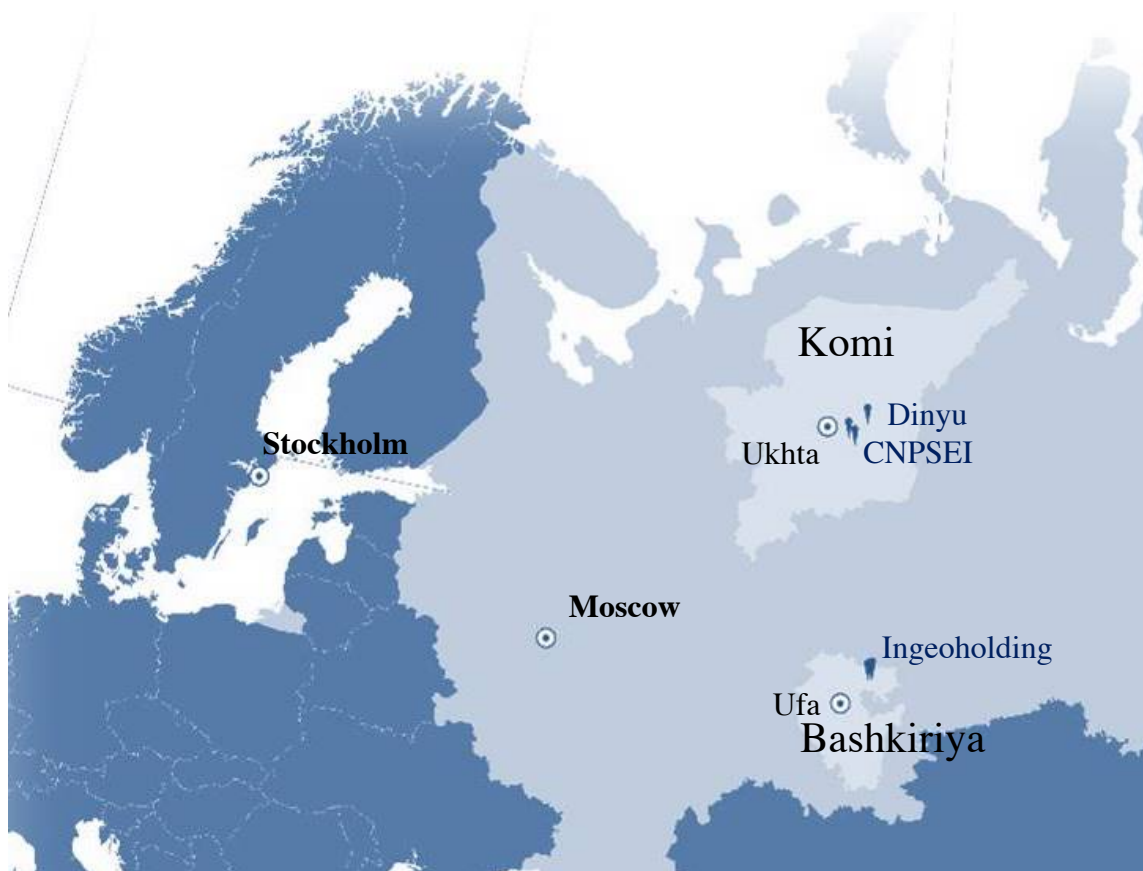 Komi
Dinyu
Stockholm
Ukhta
CNPSEI
Moscow
Ingeoholding
Ufa
Bashkiriya